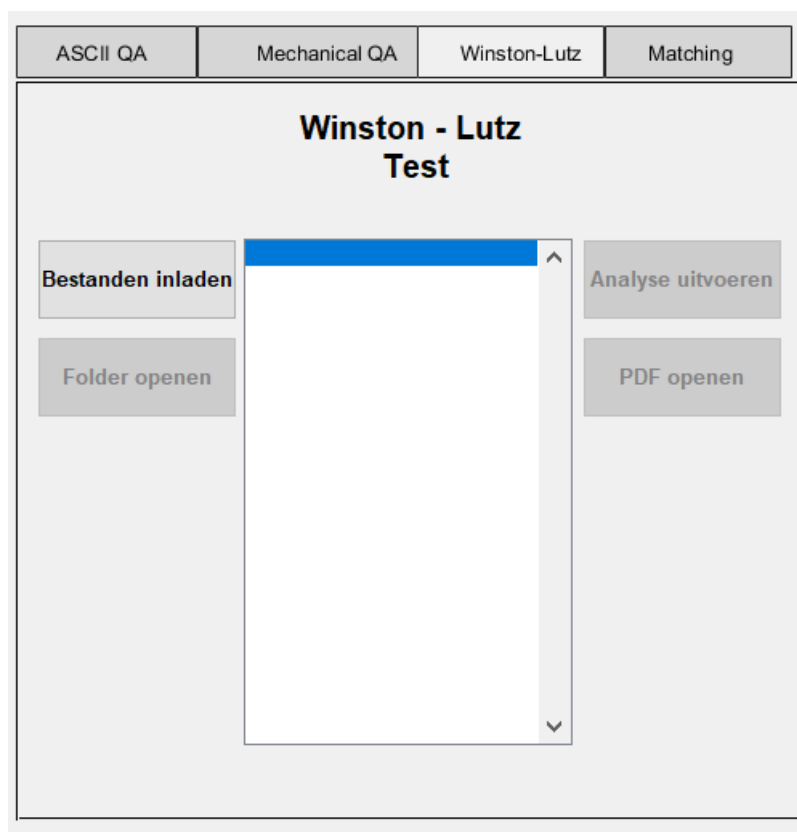 ASCII QA
Mechanical QA
Winston-Lutz
Matching
Winston - Lutz
Test
Bestanden inladen
Analyse uitvoeren
Folder openen
PDF openen